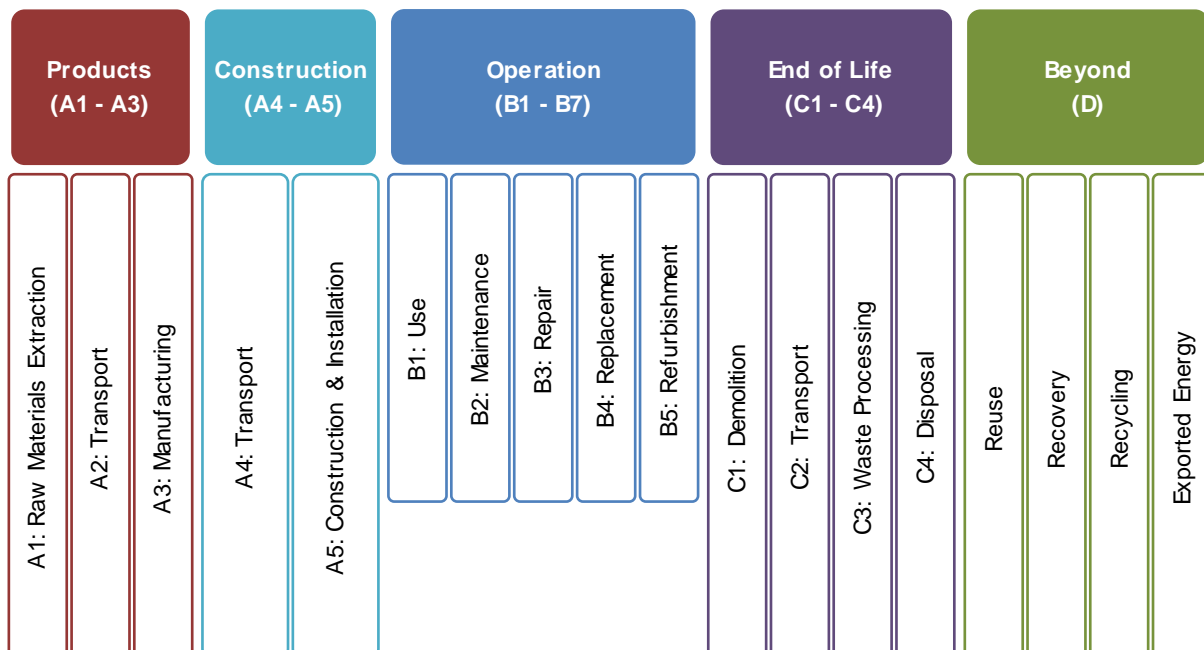 Products
(A1 - A3)
Construction
(A4 - A5)
Operation
(B1 - B7)
End of Life
(C1 - C4)
Beyond
(D)
A1: Raw Materials Extraction
A2: Transport
A3: Manufacturing
A4: Transport
A5: Construction & Installation
B1: Use
B2: Maintenance
B3: Repair
B4: Replacement
B5: Refurbishment
C1: Demolition
C2: Transport
C3: Waste Processing
C4: Disposal
Reuse
Recovery
Recycling
Exported Energy